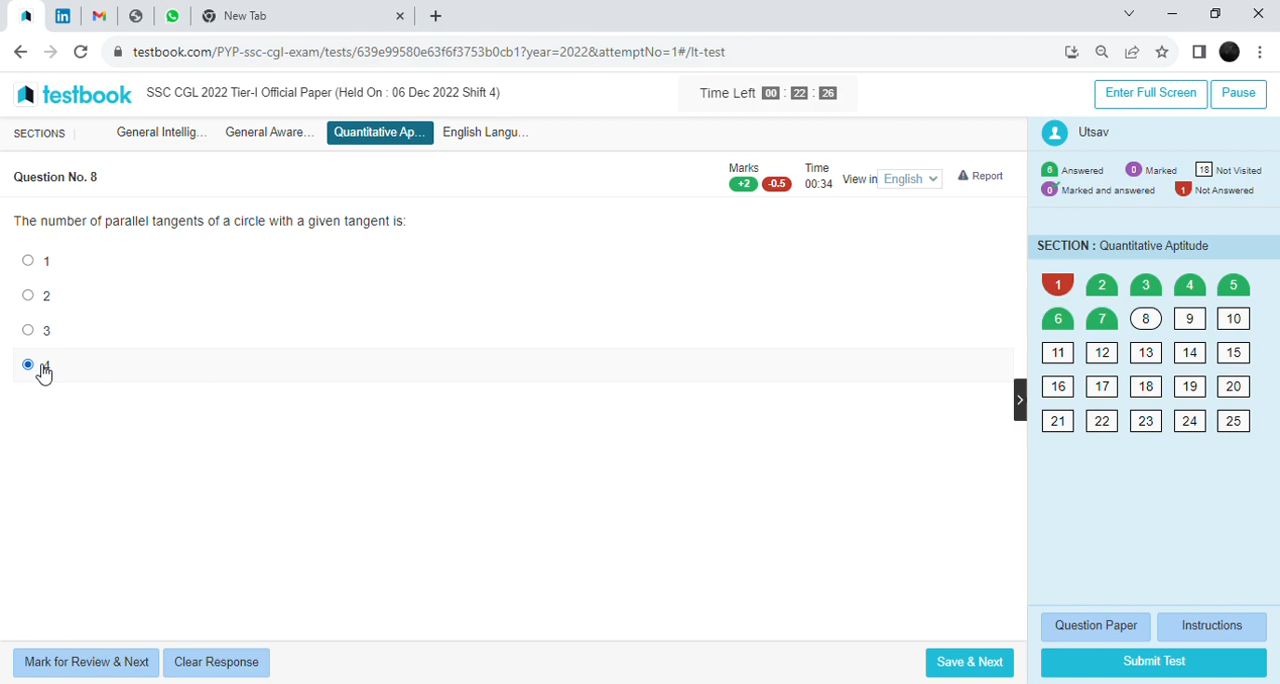 New Tab
testbook.com/PYP-ssc-cgl-exam/tests/639e99580e63f6f3753b0cb1?year=2022&attemptNo=1#/lt-test
testbook SSC CGL 2022 Tier-I Official Paper (Held On : 06 Dec 2022 Shift 4) Time Left 00 : 22 : 26 Enter Full Screen Pause
SECTIONS General Intellig... General Aware... Quantitative Ap... English Langu... Utsav
Question No. 8 Marks +2 -0.5 Time 00:34 View in English Report
6 Answered 0 Marked 18 Not Visited
0 Marked and answered 1 Not Answered
The number of parallel tangents of a circle with a given tangent is:
1
2
3
4
SECTION : Quantitative Aptitude
1 2 3 4 5
6 7 8 9 10
11 12 13 14 15
16 17 18 19 20
21 22 23 24 25
Question Paper Instructions
Mark for Review & Next Clear Response Save & Next Submit Test